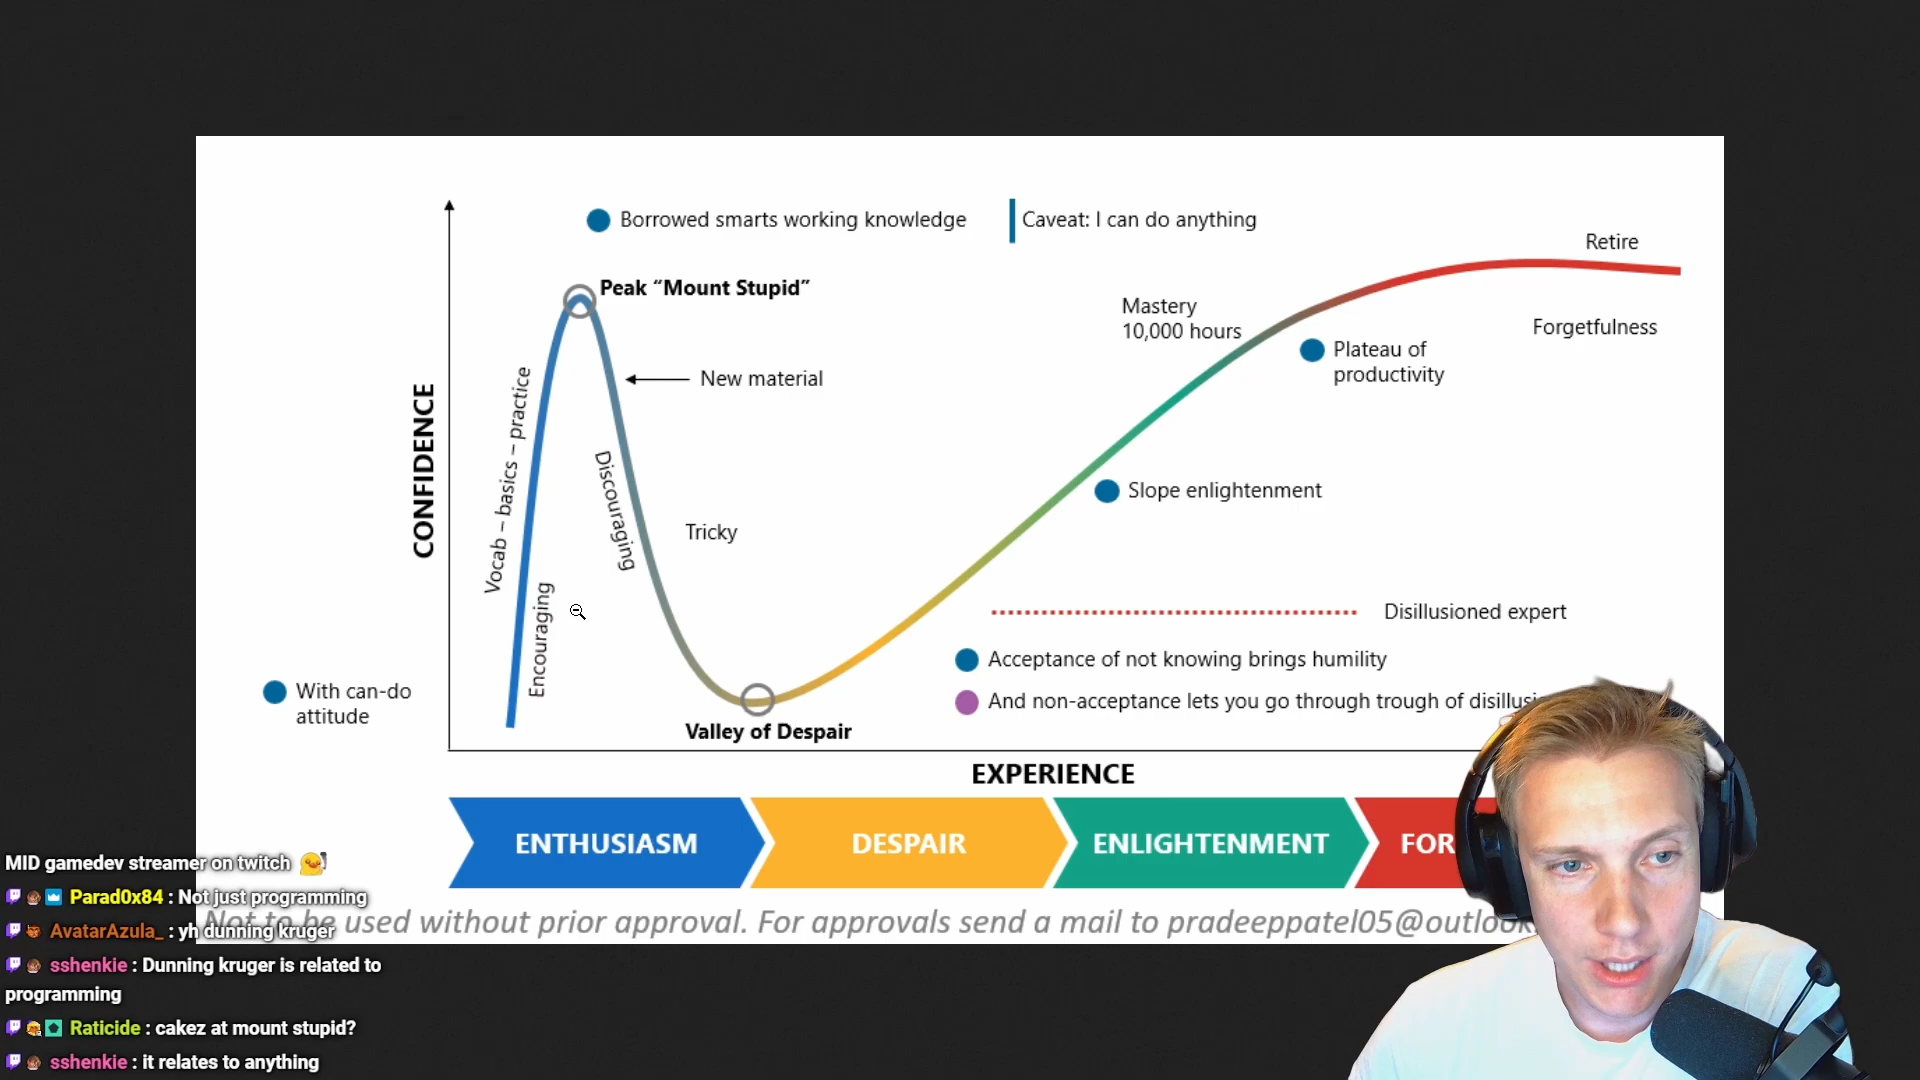 Borrowed smarts working knowledge
Caveat: I can do anything
Retire
Peak “Mount Stupid”
Mastery
10,000 hours
Forgetfulness
Plateau of
productivity
New material
CONFIDENCE
Vocab – basics – practice
Discouraging
Slope enlightenment
Tricky
Encouraging
Disillusioned expert
Acceptance of not knowing brings humility
With can-do
attitude
And non-acceptance lets you go through trough of
Valley of Despair
EXPERIENCE
ENTHUSIASM
DESPAIR
ENLIGHTENMENT
Not to be used without prior approval. For approvals send a mail to
MID gamedev streamer on twitch
Parad0x84 : Not just programming
AvatarAzula_ : yh dunning kruger
sshenkie : Dunning kruger is related to
programming
Raticide : cakez at mount stupid?
sshenkie : it relates to anything